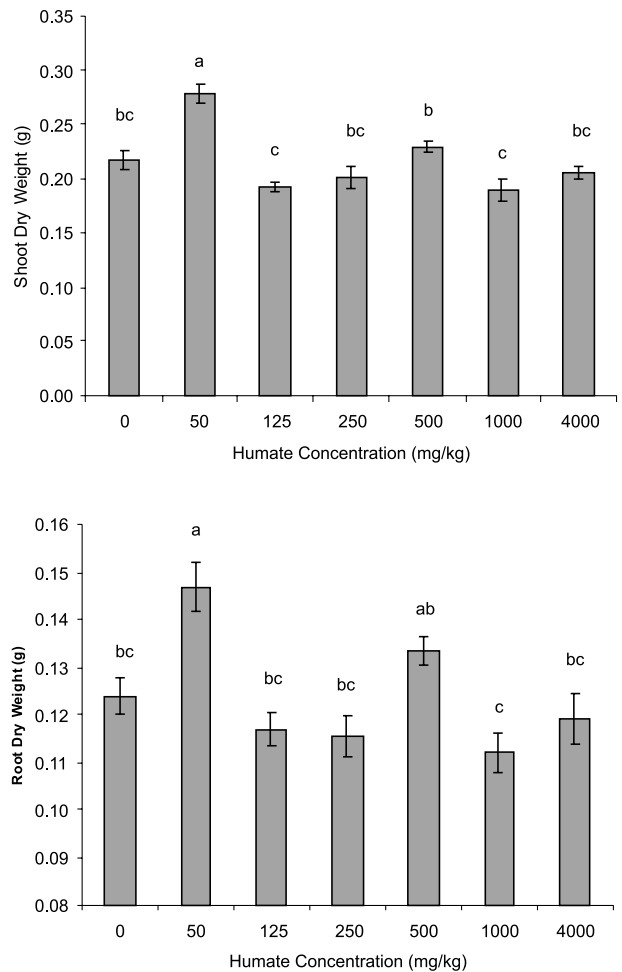 0.35
0.30
0.25
0.20
0.15
0.10
0.05
0.00
Shoot Dry Weight (g)
bc
a
c
bc
b
c
bc
0 50 125 250 500 1000 4000
Humate Concentration (mg/kg)
0.16
0.15
0.14
0.13
0.12
0.11
0.10
0.09
0.08
Root Dry Weight (g)
bc
a
bc
bc
ab
c
bc
0 50 125 250 500 1000 4000
Humate Concentration (mg/kg)